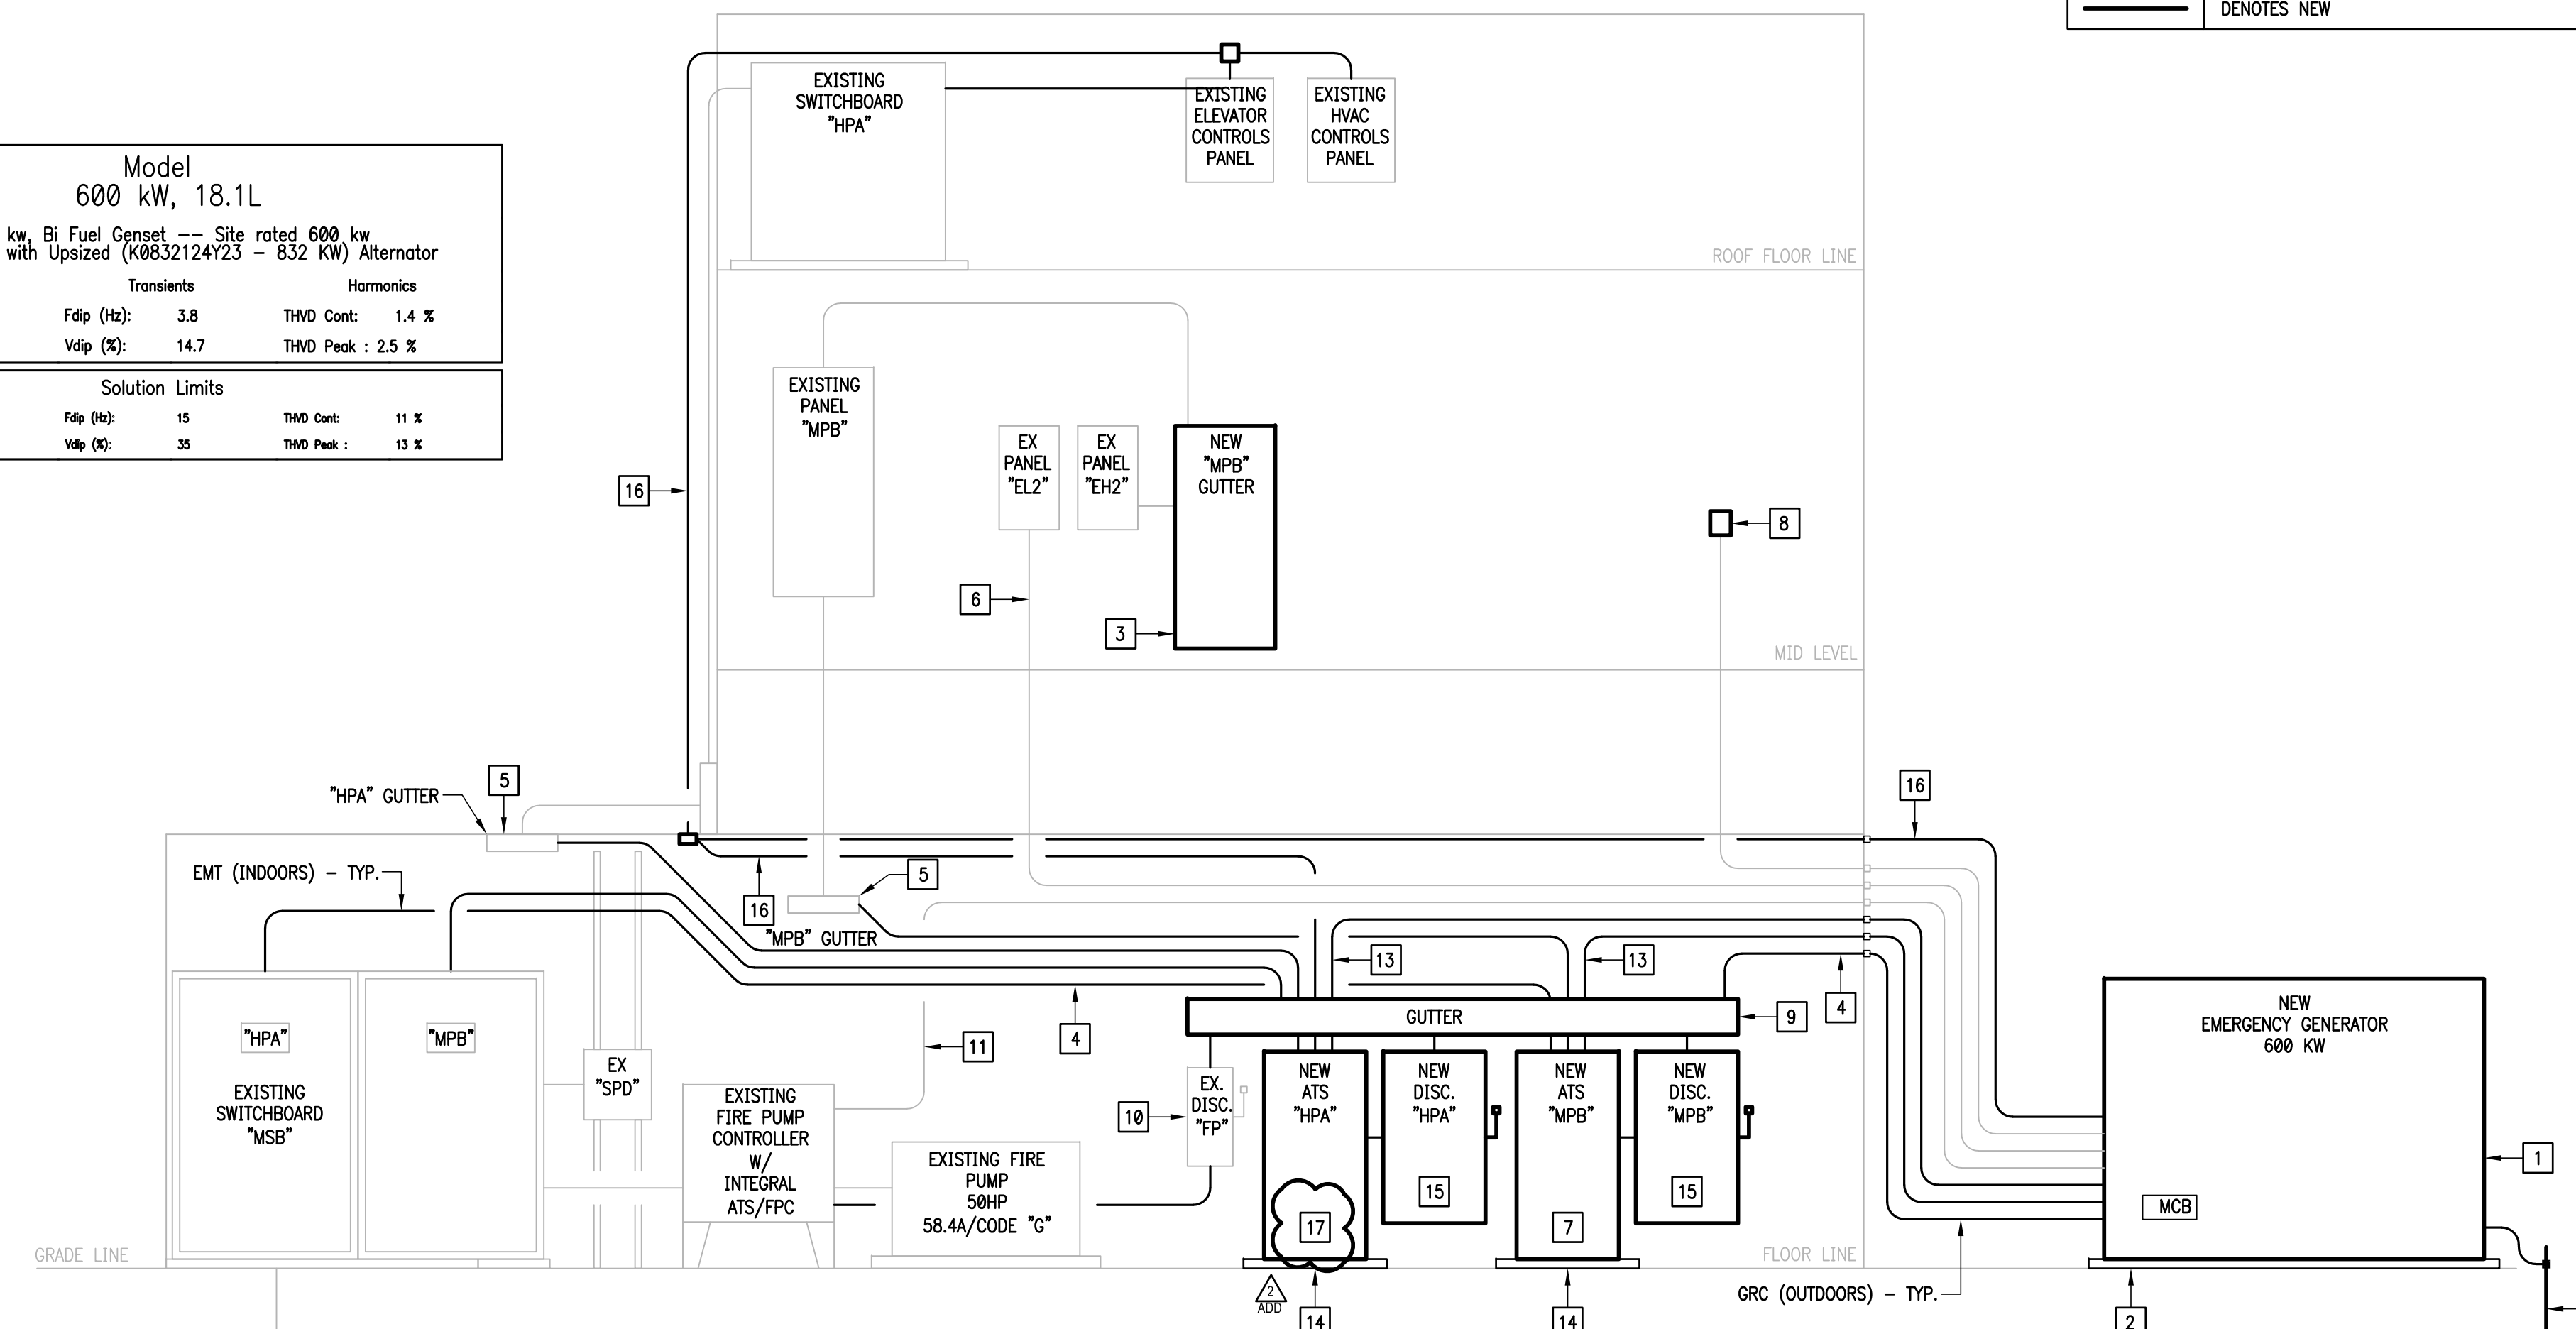 DENOTES NEW
EXISTING
SWITCHBOARD
"HPA"
EXISTING
ELEVATOR
CONTROLS
PANEL
EXISTING
HVAC
CONTROLS
PANEL
Model
600 kW, 18.1L
kw, Bi Fuel Genset -- Site rated 600 kw
with Upsized (K0832124Y23 - 832 KW) Alternator
Transients Harmonics
Fdip (Hz): 3.8 THVD Cont: 1.4 %
Vdip (%): 14.7 THVD Peak : 2.5 %
Solution Limits
Fdip (Hz): 15 THVD Cont: 11 %
Vdip (%): 35 THVD Peak : 13 %
ROOF FLOOR LINE
EXISTING
PANEL
"MPB"
EX
PANEL
"EL2"
EX
PANEL
"EH2"
NEW
"MPB"
GUTTER
16
8
6
3
MID LEVEL
"HPA" GUTTER
5
16
EMT (INDOORS) - TYP.
16
5
"MPB" GUTTER
13
13
4
4
GUTTER
9
11
"HPA"
"MPB"
EXISTING
SWITCHBOARD
"MSB"
EX
"SPD"
EXISTING
FIRE PUMP
CONTROLLER
W/
INTEGRAL
ATS/FPC
EXISTING FIRE
PUMP
50HP
58.4A/CODE "G"
10
EX.
DISC.
"FP"
NEW
ATS
"HPA"
17
NEW
DISC.
"HPA"
15
NEW
ATS
"MPB"
7
NEW
DISC.
"MPB"
15
NEW
EMERGENCY GENERATOR
600 KW
MCB
1
GRADE LINE
FLOOR LINE
2
ADD
14
14
GRC (OUTDOORS) - TYP.
2